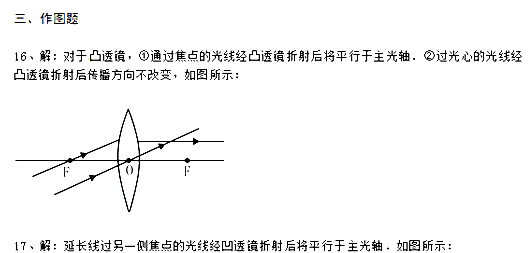 三、作图题
16、解：对于凸透镜，①通过焦点的光线经凸透镜折射后将平行于主光轴．②过光心的光线经
凸透镜折射后传播方向不改变，如图所示：
F O F
17、解：延长线过另一侧焦点的光线经凹透镜折射后将平行于主光轴．如图所示：